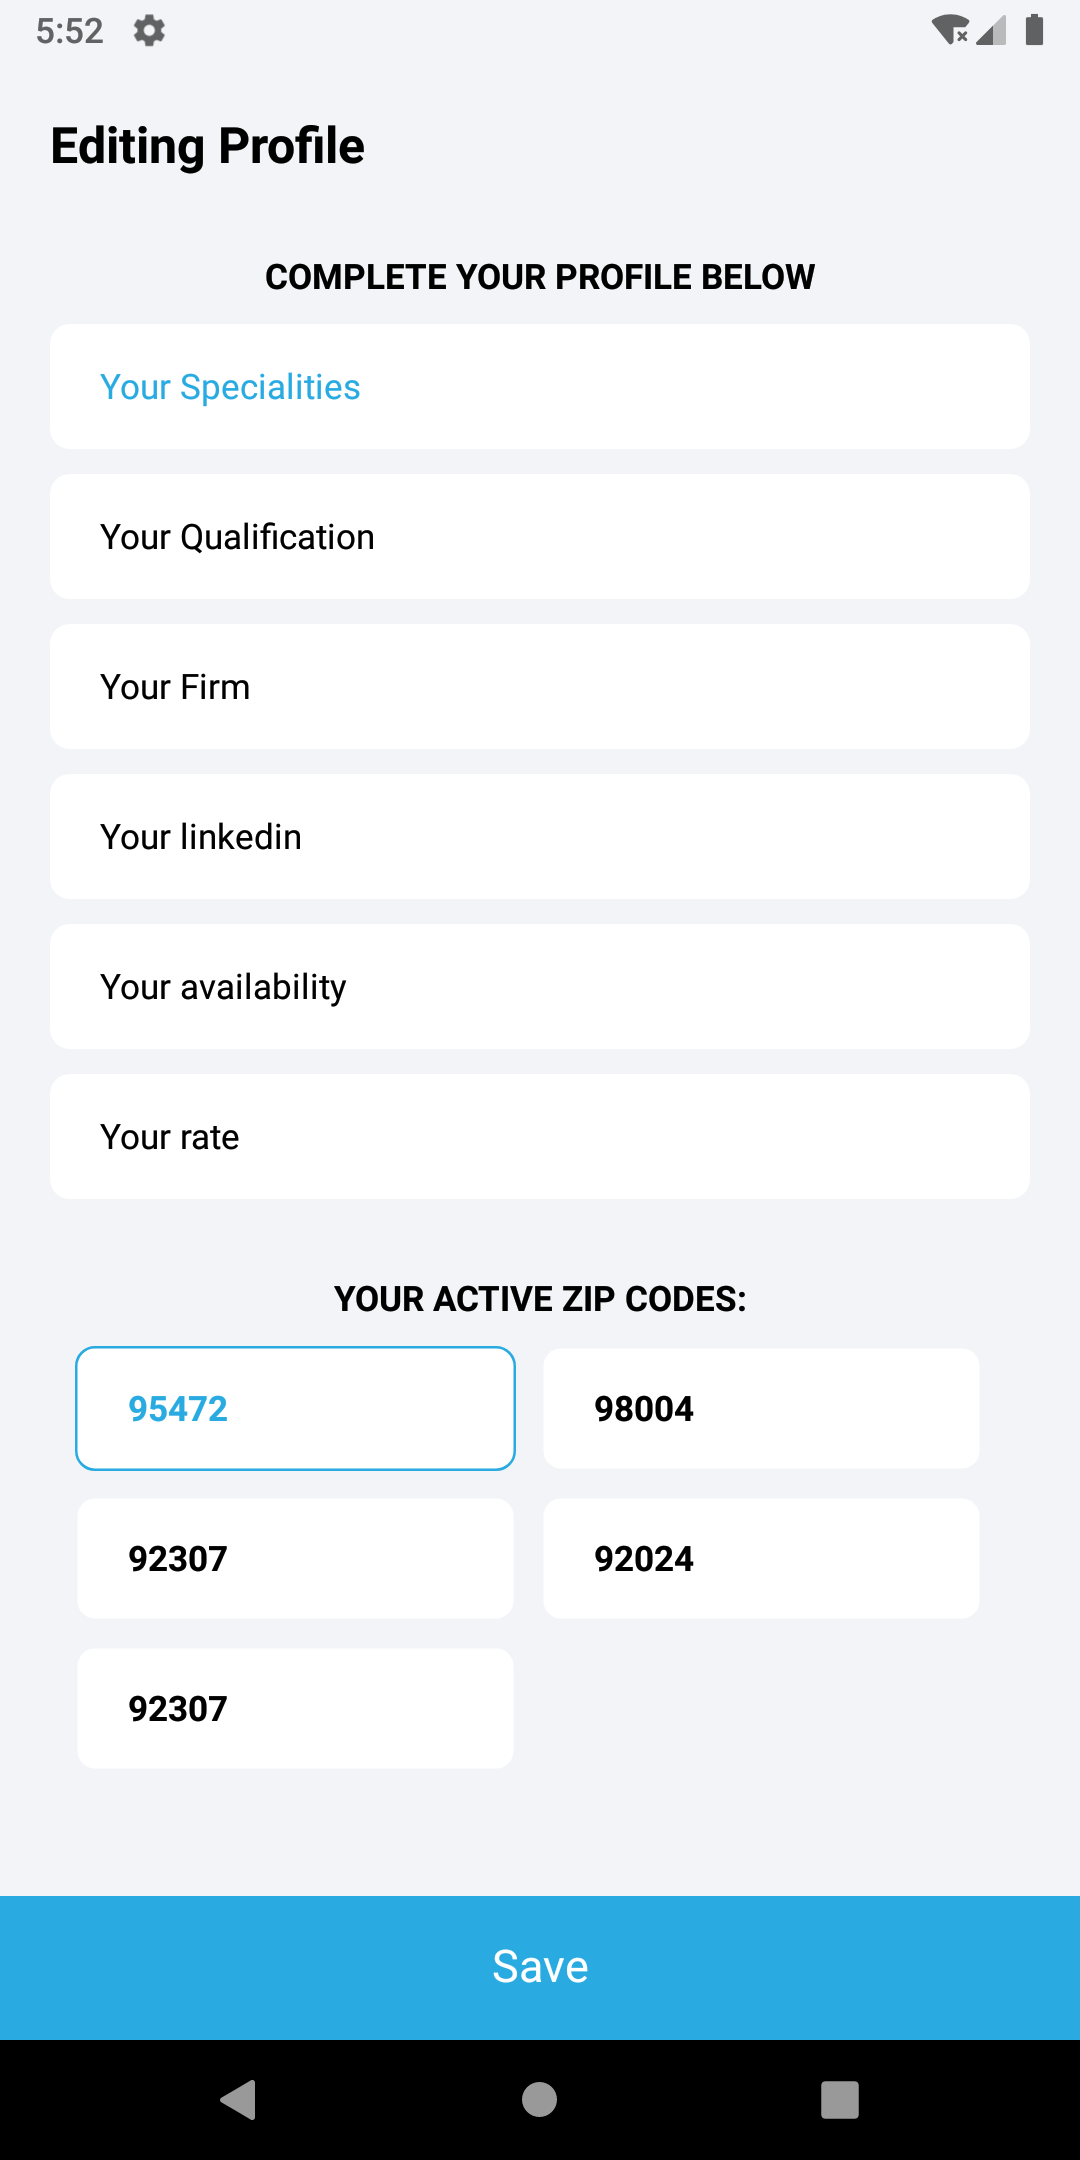 5:52
Editing Profile
COMPLETE YOUR PROFILE BELOW
Your Specialities
Your Qualification
Your Firm
Your linkedin
Your availability
Your rate
YOUR ACTIVE ZIP CODES:
95472 98004
92307 92024
92307
Save